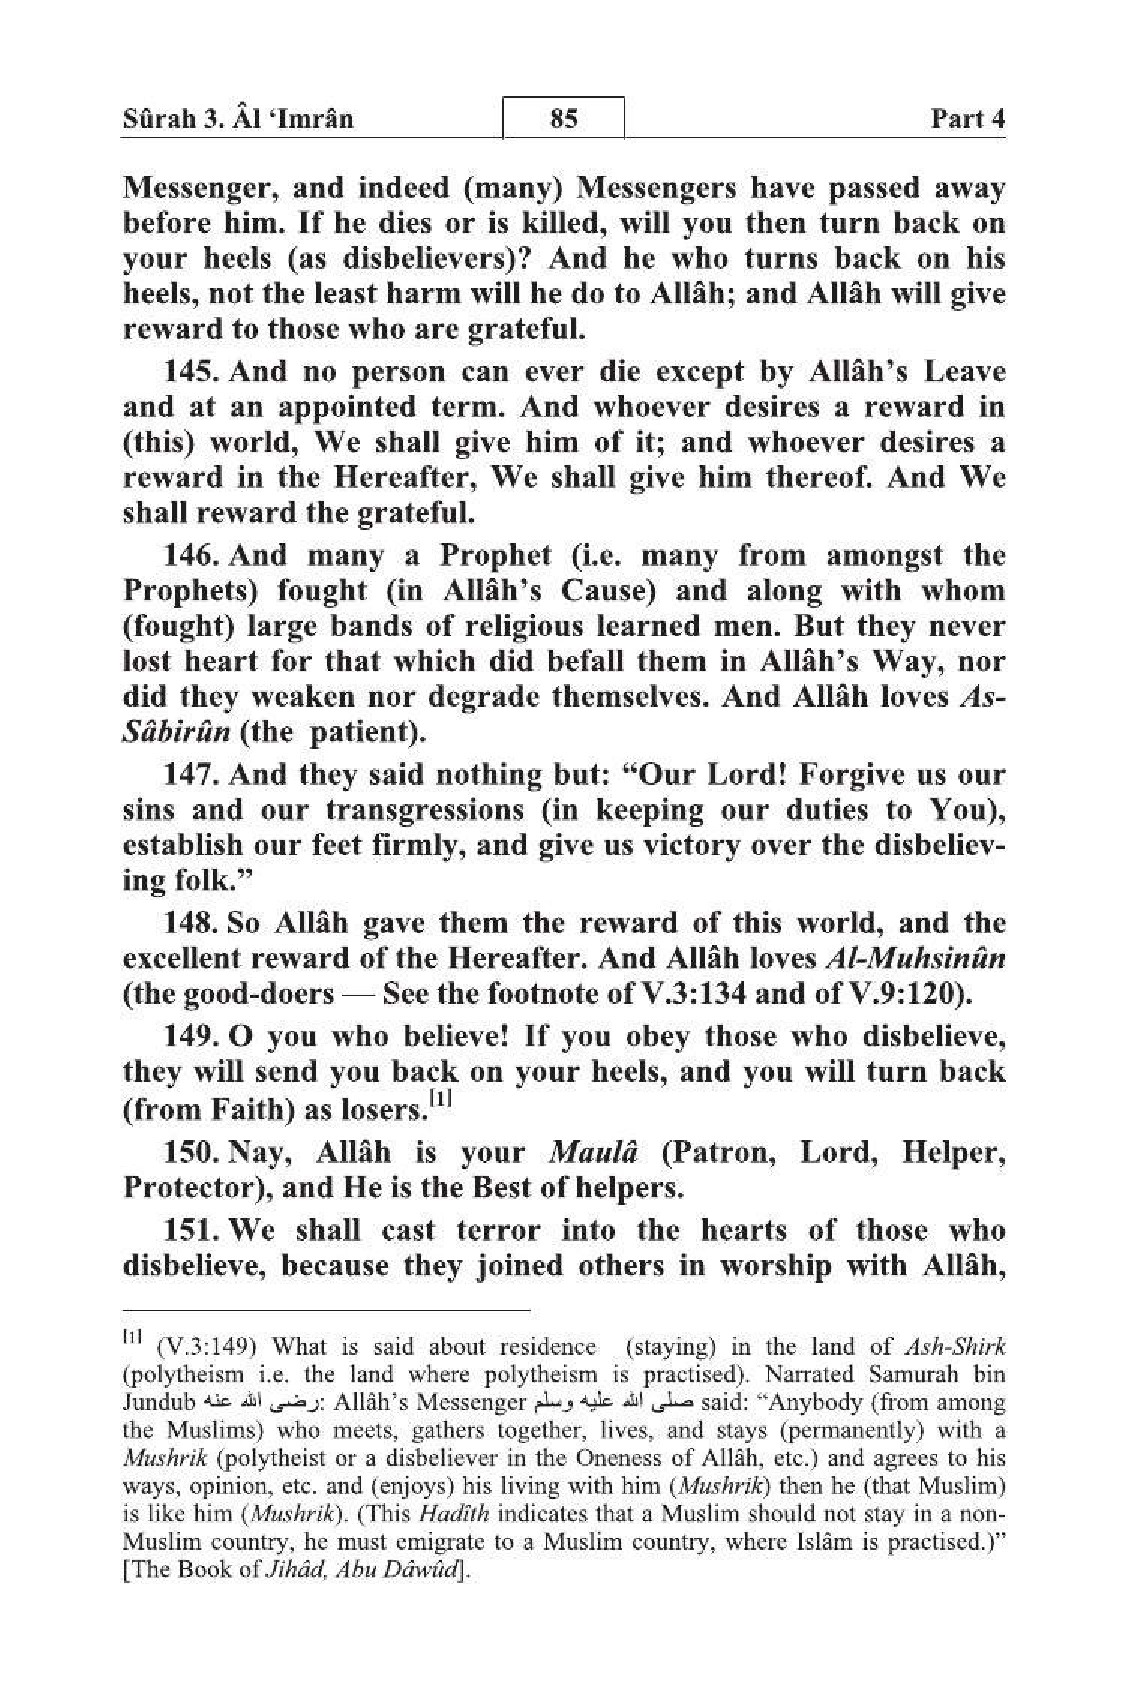 Sûrah 3. Âl ‘Imrân 85 Part 4
Messenger, and indeed (many) Messengers have passed away
before him. If he dies or is killed, will you then turn back on
your heels (as disbelievers)? And he who turns back on his
heels, not the least harm will he do to Allâh; and Allâh will give
reward to those who are grateful.
145. And no person can ever die except by Allâh’s Leave
and at an appointed term. And whoever desires a reward in
(this) world, We shall give him of it; and whoever desires a
reward in the Hereafter, We shall give him thereof. And We
shall reward the grateful.
146. And many a Prophet (i.e. many from amongst the
Prophets) fought (in Allâh’s Cause) and along with whom
(fought) large bands of religious learned men. But they never
lost heart for that which did befall them in Allâh’s Way, nor
did they weaken nor degrade themselves. And Allâh loves As-
Sâbirûn (the patient).
147. And they said nothing but: “Our Lord! Forgive us our
sins and our transgressions (in keeping our duties to You),
establish our feet firmly, and give us victory over the disbeliev-
ing folk.”
148. So Allâh gave them the reward of this world, and the
excellent reward of the Hereafter. And Allâh loves Al-Muhsinûn
(the good-doers — See the footnote of V.3:134 and of V.9:120).
149. O you who believe! If you obey those who disbelieve,
they will send you back on your heels, and you will turn back
(from Faith) as losers.[1]
150. Nay, Allâh is your Maulâ (Patron, Lord, Helper,
Protector), and He is the Best of helpers.
151. We shall cast terror into the hearts of those who
disbelieve, because they joined others in worship with Allâh,
[1] (V.3:149) What is said about residence (staying) in the land of Ash-Shirk
(polytheism i.e. the land where polytheism is practised). Narrated Samurah bin
Jundub رضى الله عنه: Allâh’s Messenger صلى الله عليه وسلم said: “Anybody (from among
the Muslims) who meets, gathers together, lives, and stays (permanently) with a
Mushrik (polytheist or a disbeliever in the Oneness of Allâh, etc.) and agrees to his
ways, opinion, etc. and (enjoys) his living with him (Mushrik) then he (that Muslim)
is like him (Mushrik). (This Hadîth indicates that a Muslim should not stay in a non-
Muslim country, he must emigrate to a Muslim country, where Islâm is practised.)”
[The Book of Jihâd, Abu Dâwûd].